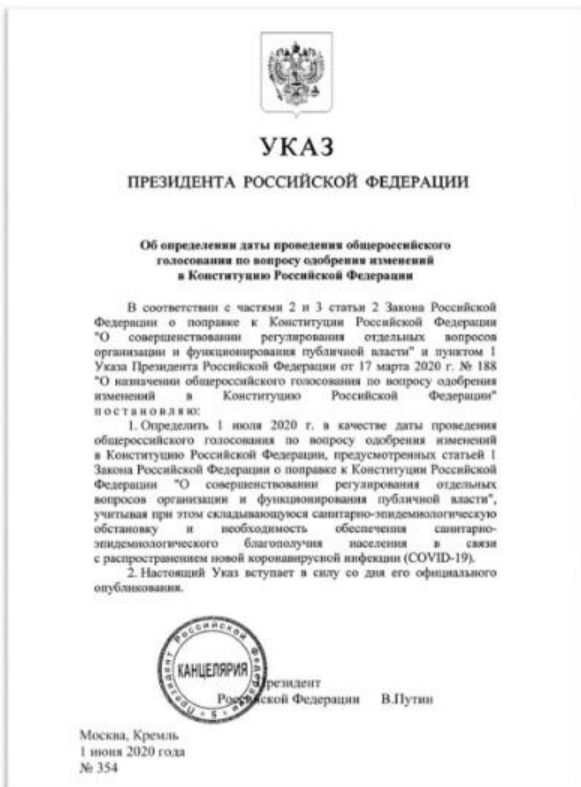 УКАЗ
ПРЕЗИДЕНТА РОССИЙСКОЙ ФЕДЕРАЦИИ
Об определении даты проведения общероссийского
голосования по вопросу одобрения изменений
в Конституцию Российской Федерации
В соответствии с частями 2 и 3 статьи 2 Закона Российской
Федерации о поправке к Конституции Российской Федерации
"О совершенствовании регулирования отдельных вопросов
организации и функционирования публичной власти" и пунктом 1
Указа Президента Российской Федерации от 17 марта 2020 г. № 188
"О назначении общероссийского голосования по вопросу одобрения
изменений в Конституцию Российской Федерации"
постановляю:
1. Определить 1 июля 2020 г. в качестве даты проведения
общероссийского голосования по вопросу одобрения изменений
в Конституцию Российской Федерации, предусмотренных статьей 1
Закона Российской Федерации о поправке к Конституции Российской
Федерации "О совершенствовании регулирования отдельных
вопросов организации и функционирования публичной власти",
учитывая при этом складывающуюся санитарно-эпидемиологическую
обстановку и необходимость обеспечения санитарно-
эпидемиологического благополучия населения в связи
с распространением новой коронавирусной инфекции (COVID-19).
2. Настоящий Указ вступает в силу со дня его официального
опубликования.
Президент Российской Федерации
КАНЦЕЛЯРИЯ
* 5 *
Президент
Российской Федерации В.Путин
Москва, Кремль
1 июня 2020 года
№ 354